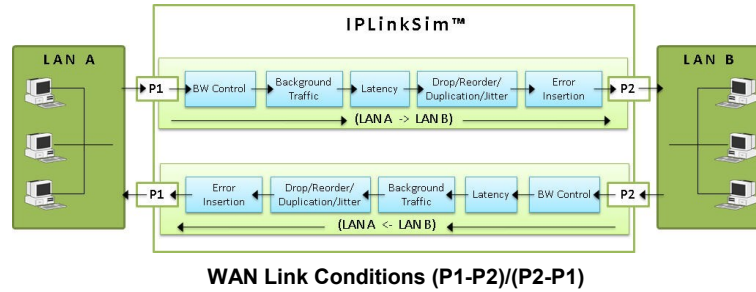 IPLinkSim™
LAN A
LAN B
P1
BW Control
Background
Traffic
Latency
Drop/Reorder/
Duplication/Jitter
Error
Insertion
P2
(LAN A -> LAN B)
P1
Error
Insertion
Drop/Reorder/
Duplication/Jitter
Background
Traffic
Latency
BW Control
P2
(LAN A <- LAN B)
WAN Link Conditions (P1-P2)/(P2-P1)